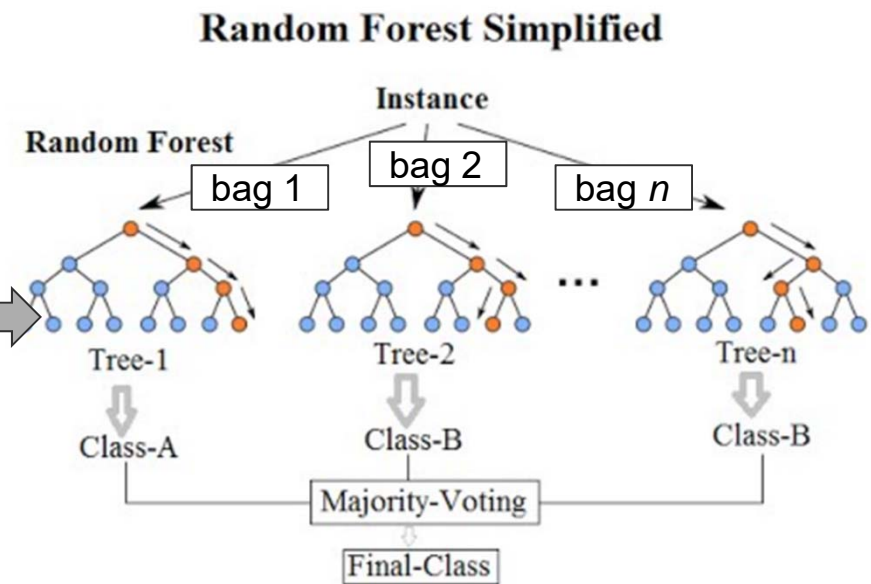 Random Forest Simplified
Instance
Random Forest
bag 1
bag 2
bag n
...
Tree-1
Tree-2
Tree-n
Class-A
Class-B
Class-B
Majority-Voting
Final-Class